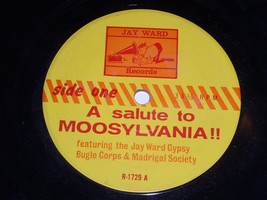 JAY WARD
Records
side one
A salute to
MOOSYLVANIA!!
featuring the Jay Ward Gypsy
Bugle Corps & Madrigal Society
R-1729 A